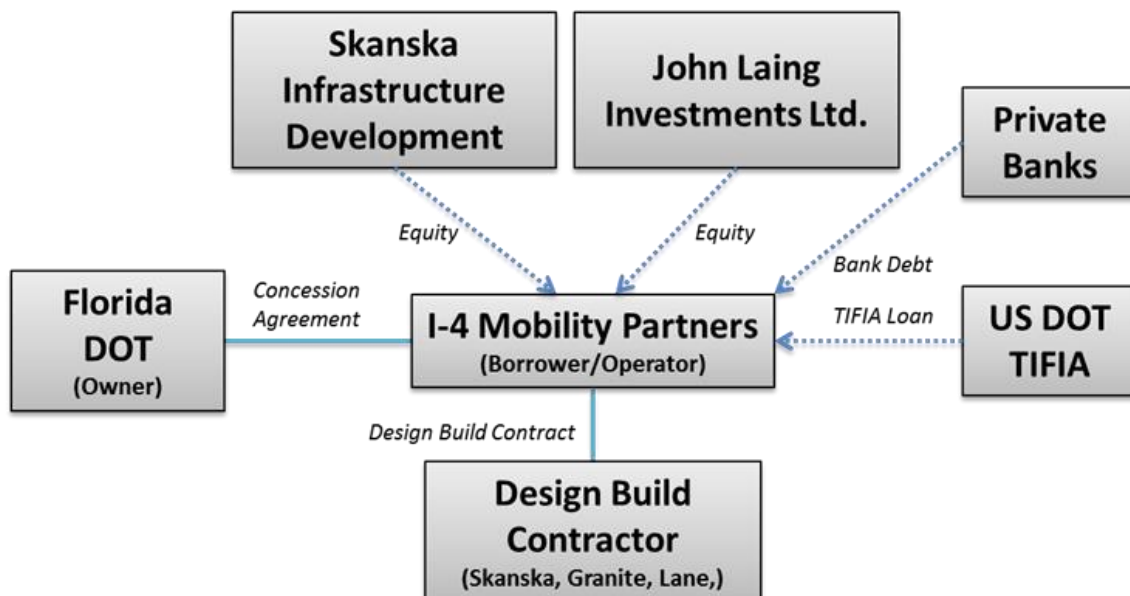 Skanska
Infrastructure
Development
John Laing
Investments Ltd.
Private
Banks
Equity
Equity
Bank Debt
Florida
DOT
(Owner)
Concession
Agreement
I-4 Mobility Partners
(Borrower/Operator)
TIFIA Loan
US DOT
TIFIA
Design Build Contract
Design Build
Contractor
(Skanska, Granite, Lane,)